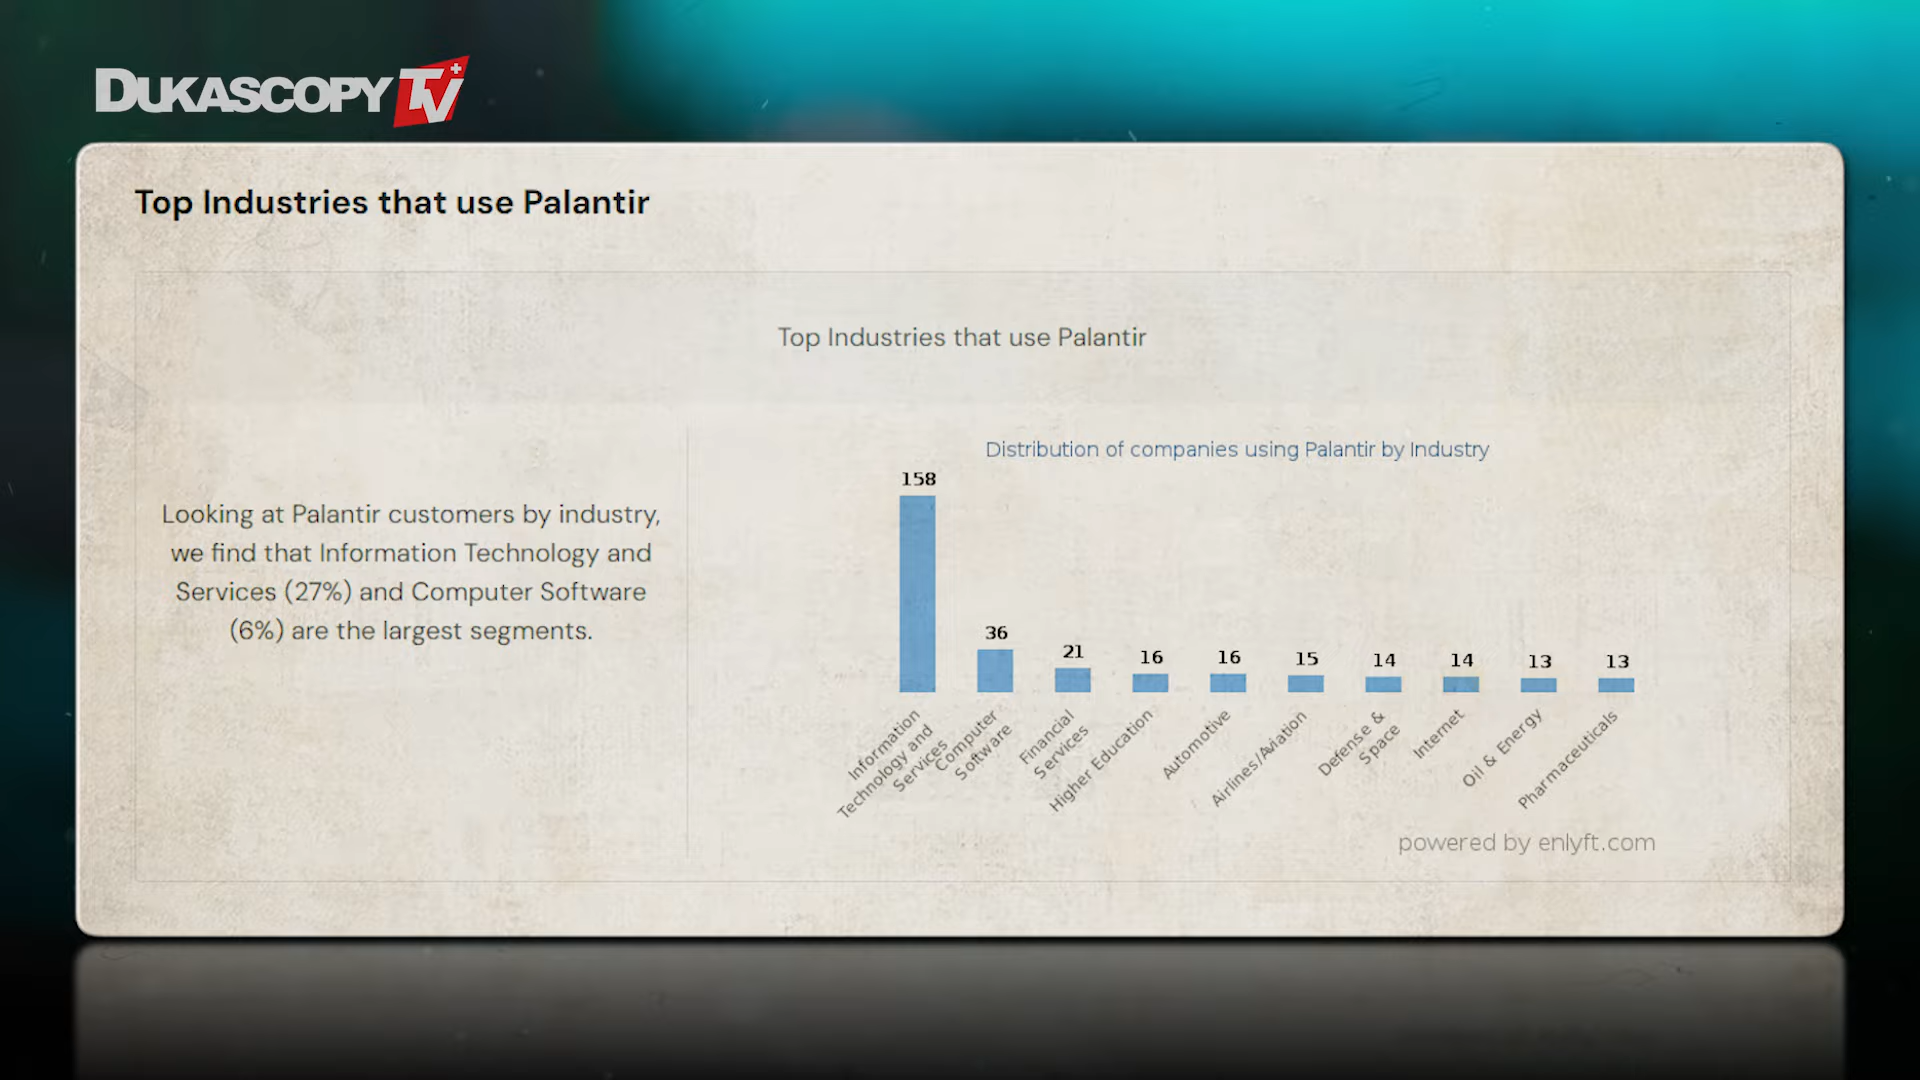 DUKASCOPY TV
Top Industries that use Palantir
Top Industries that use Palantir
Looking at Palantir customers by industry,
we find that Information Technology and
Services (27%) and Computer Software
(6%) are the largest segments.
Distribution of companies using Palantir by Industry
158
36
21
16
16
15
14
14
13
13
Information
Technology and
Services
Computer
Software
Financial
Services
Higher Education
Automotive
Airlines/Aviation
Defense &
Space
Internet
Oil & Energy
Pharmaceuticals
powered by enlyft.com